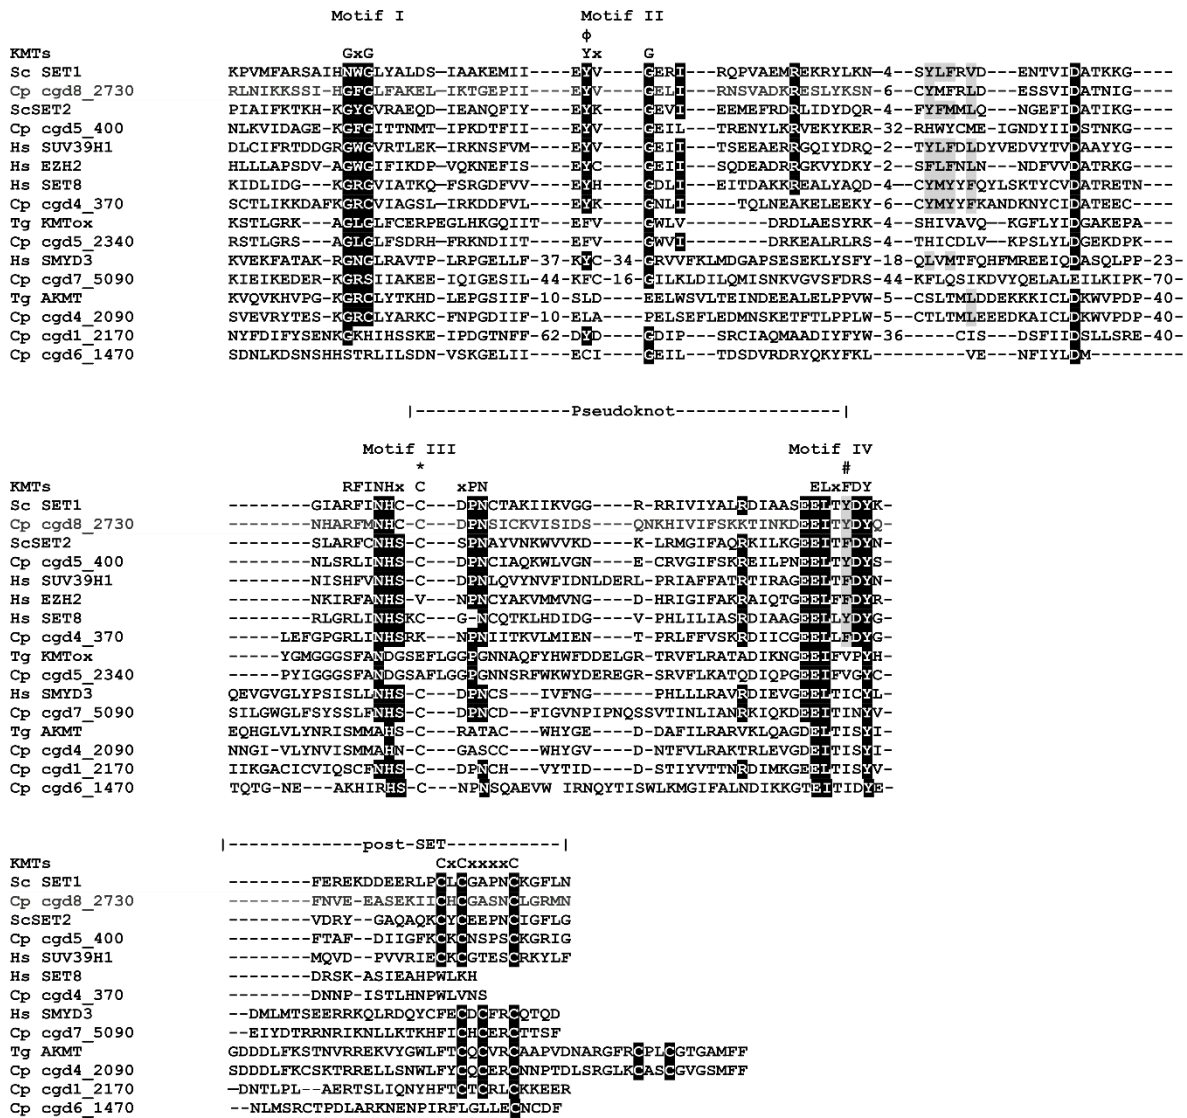 Motif I Motif II
ϕ
KMTs GxG Yx G
Sc SET1 KPVMFARSAIHNWGLYALDS-IAAKEMII----EYV----GERI--RQPVAEMREKRYLKN-4-SYLFRVD--ENTVIDATKKG----
Cp cgd8_2730 RLNIKKSSI-HGFGLFAKEL-IKTGEPII----EYV----GELI--RNSVADKRESLYKSN-6-CYMFRLD--ESSVIDATNIG----
ScSET2 PIAIFKTKH-KGYGVRAEQD-IEANQFIY----EYK----GEVI--EEMEFRDRLIDYDQR-4-FYFMMLQ--NGEFIDATIKG----
Cp cgd5_400 NLKVIDAGE-KGFGITTNMT-IPKDTFII----EYV----GEIL--TRENYLKRVEKYKER-32-RHWYCME-IGNDYIIDSTNKG----
Hs SUV39H1 DLCIFRTDDGRGWGVRTLEK-IRKNSFVM----EYV----GEII--TSEEAERRGQIYDRQ-2-TYLFDLDYVEDVYTVDAAYYG----
Hs EZH2 HLLLAPSDV-AGWGIFIKDP-VQKNEFIS----EYC----GEII--SQDEADRRGKVYDKY-2-SFLFNLN--NDFVVDATRKG----
Hs SET8 KIDLIDG--KGRGVIATKQ-FSRGDFVV----EYH----GDLI--EITDAKKREALYAQD-4-CYMYYFQYLSKTYCVDATRETN----
Cp cgd4_370 SCTLIKKDAFKGRCVIAGSL-IRKDDFVL----EYK----GNLI--TQLNEAKELEEKY-6-CYMYYFKANDKNYCIDATEEC----
Tg KMTox KSTLGRK--AGLGLFCERPEGLHKGQIIT----EFV----GWLV------DRDLAESYRK-4-SHIVAVQ--KGFLYIDGAKEPA----
Cp cgd5_2340 RSTLGRS--AGLGLFSDRH-FRKNDIIT----EFV----GWVI------DRKEALRLRS-4-THICDLV--KPSLYLDGEKDPK----
Hs SMYD3 KVEKFATAK-RGNGLRAVTP-LRPGELLF-37-KYC-34-GRVVFKLMDGAPSESEKLYSFY-18-QLVMTFQHFMREEIQDASQLPP-23-
Cp cgd7_5090 KIEIKEDER-KGRSIIAKEE-IQIGESIL-44-KFC-16-GILKLDILQMISNKVGVSFDRS-44-KFLQSIKDVYQELALEILKIPK-70-
Tg AKMT KVQVKHVPG-KGRCLYTKHD-LEPGSIIF-10-SLD----EELWSVLTEINDEEALELPPVW-5-CSLTMLDDEKKKICLDKWVPDP-40-
Cp cgd4_2090 SVEVRYTES-KGRCLYARKC-FNPGDIIF-10-ELA----PELSEFLEDMNSKETFTLPPLW-5-CTLTMLEEEDKAICLDKWVPDP-40-
Cp cgd1_2170 NYFDIFYSENKGKHIHSSKE-IPDGTNFF-62-DYD----GDIP--SRCIAQMAADIYFYW-36----CIS--DSFIIDSLLSRE-40-
Cp cgd6_1470 SDNLKDSNSHHSTRLILSDN-VSKGELII----ECI----GEIL--TDSDVRDRYQKYFKL------VE--NFIYLDM---------
|---------------Pseudoknot----------------|
Motif III Motif IV
* #
KMTs RFINHx C xPN ELxFDY
Sc SET1 --------GIARFINHC-C---DPNCTAKIIKVGG---R-RRIVIYALRDIAASEELTYDYK-
Cp cgd8_2730 --------NHARFMNHC-C---DPNSICKVISIDS---QNKHIVIFSKKTINKDEEITYDYQ-
ScSET2 --------SLARFCNHS-C---SPNAYVNKWVVKD---K-LRMGIFAQRKILKGEEITFDYN-
Cp cgd5_400 --------NLSRLINHS-C---DPNCIAQKWLVGN---E-CRVGIFSKREILPNEELTYDYS-
Hs SUV39H1 --------NISHFVNHS-C---DPNLQVYNVFIDNLDERL-PRIAFFATRTIRAGEELTFDYN-
Hs EZH2 --------NKIRFANHS-V---NPNCYAKVMMVNG---D-HRIGIFAKRAIQTGEELFFDYR-
Hs SET8 --------RLGRLINHSKC---G-NCQTKLHDIDG---V-PHLILIASRDIAAGEELLYDYG-
Cp cgd4_370 -----LEFGPGRLINHSRK---NPNIITKVLMIEN---T-PRLFFVSKRDIICGEELLFDYG-
Tg KMTox -----YGMGGGSFANDGSEFLGGPGNNAQFYHWFDDELGR-TRVFLRATADIKNGEEIFVPYH-
Cp cgd5_2340 -----PYIGGGSFANDGSAFLGGPGNNSRFWKWYDEREGR-SRVFLKATQDIQPGEEIFVGYC-
Hs SMYD3 QEVGVGLYPSISLLNHS-C---DPNCS---IVFNG----PHLLLRAVRDIEVGEELTICYL-
Cp cgd7_5090 SILGWGLFSYSSLFNHS-C---DPNCD--FIGVNPIPNQSSVTINLIANRKIQKDEEITINYV-
Tg AKMT EQHGLVLYNRISMMAHS-C---RATAC--WHYGE---D-DAFILRARVKLQAGDEITISYI-
Cp cgd4_2090 NNGI-VLYNVISMMAHN-C---GASCC--WHYGV---D-NTFVLRAKTRLEVGDEITISYI-
Cp cgd1_2170 IIKGACICVIQSCFNHS-C---DPNCH---VYTID---D-STIYVTTNRDIMKGEELTISYV-
Cp cgd6_1470 TQTG-NE--AKHIRHS-C---NPNSQAEVW IRNQYTISWLKMGIFALNDIKKGTEITIDYE-
|-------------post-SET-----------|
KMTs CxCxxxxC
Sc SET1 --------FEREKDDEERLPCLCGAPNCKGFLN
Cp cgd8_2730 --------FNVE-EASEKIICHCGASNCLGRMN
ScSET2 --------VDRY--GAQAQKCYCEEPNCIGFLG
Cp cgd5_400 --------FTAF--DIIGFKCKCNSPSCKGRIG
Hs SUV39H1 --------MQVD--PVVRIECKCGTESCRKYLF
Hs SET8 --------DRSK-ASIEAHPWLKH
Cp cgd4_370 --------DNNP-ISTLHNPWLVNS
Hs SMYD3 --DMLMTSEERRKQLRDQYCFECDCFRCQTQD
Cp cgd7_5090 --EIYDTRRNRIKNLLKTKHFICHCERCTTSF
Tg AKMT GDDDLFKSTNVRREKVYGWLFTCQCVRCAAPVDNARGFRCPLCGTGAMFF
Cp cgd4_2090 SDDDLFKCSKTRRELLSNWLFYCQCERCNNPTDLSRGLKCASCGVGSMFF
Cp cgd1_2170 -DNTLPL--AERTSLIQNYHFTCTCRLCKKEER
Cp cgd6_1470 --NLMSRCTPDLARKNENPIRFLGLLECNCDF